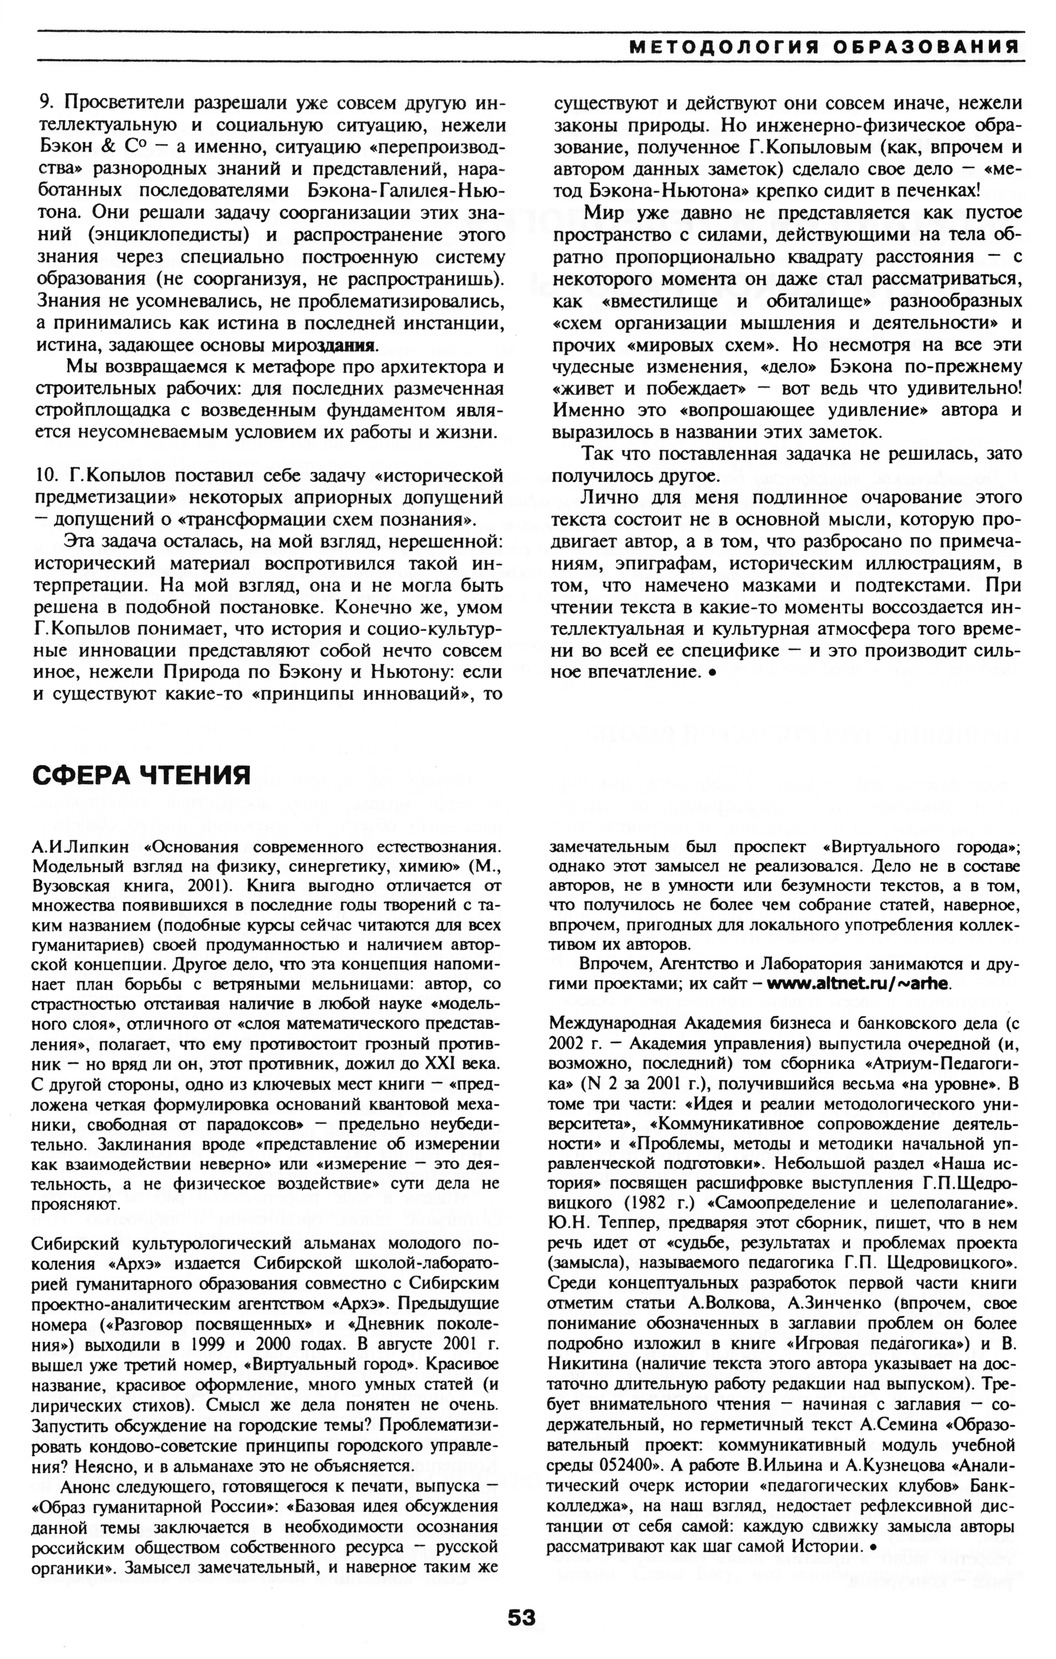 МЕТОДОЛОГИЯ ОБРАЗОВАНИЯ
9. Просветители разрешали уже совсем другую ин-
теллектуальную и социальную ситуацию, нежели
Бэкон & Cº — а именно, ситуацию «перепроизвод-
ства» разнородных знаний и представлений, нара-
ботанных последователями Бэкона-Галилея-Нью-
тона. Они решали задачу соорганизации этих зна-
ний (энциклопедисты) и распространение этого
знания через специально построенную систему
образования (не соорганизуя, не распространишь).
Знания не усомневались, не проблематизировались,
а принимались как истина в последней инстанции,
истина, задающее основы мироздания.
Мы возвращаемся к метафоре про архитектора и
строительных рабочих: для последних размеченная
стройплощадка с возведенным фундаментом явля-
ется неусомневаемым условием их работы и жизни.
10. Г.Копылов поставил себе задачу «исторической
предметизации» некоторых априорных допущений
— допущений о «трансформации схем познания».
Эта задача осталась, на мой взгляд, нерешенной:
исторический материал воспротивился такой ин-
терпретации. На мой взгляд, она и не могла быть
решена в подобной постановке. Конечно же, умом
Г.Копылов понимает, что история и социо-культур-
ные инновации представляют собой нечто совсем
иное, нежели Природа по Бэкону и Ньютону: если
и существуют какие-то «принципы инноваций», то
существуют и действуют они совсем иначе, нежели
законы природы. Но инженерно-физическое обра-
зование, полученное Г.Копыловым (как, впрочем и
автором данных заметок) сделало свое дело — «ме-
тод Бэкона-Ньютона» крепко сидит в печенках!
Мир уже давно не представляется как пустое
пространство с силами, действующими на тела об-
ратно пропорционально квадрату расстояния — с
некоторого момента он даже стал рассматриваться,
как «вместилище и обиталище» разнообразных
«схем организации мышления и деятельности» и
прочих «мировых схем». Но несмотря на все эти
чудесные изменения, «дело» Бэкона по-прежнему
«живет и побеждает» — вот ведь что удивительно!
Именно это «вопрошающее удивление» автора и
выразилось в названии этих заметок.
Так что поставленная задачка не решилась, зато
получилось другое.
Лично для меня подлинное очарование этого
текста состоит не в основной мысли, которую про-
двигает автор, а в том, что разбросано по примеча-
ниям, эпиграфам, историческим иллюстрациям, в
том, что намечено мазками и подтекстами. При
чтении текста в какие-то моменты воссоздается ин-
теллектуальная и культурная атмосфера того време-
ни во всей ее специфике — и это производит силь-
ное впечатление. •
СФЕРА ЧТЕНИЯ
А.И.Липкин «Основания современного естествознания.
Модельный взгляд на физику, синергетику, химию» (М.,
Вузовская книга, 2001). Книга выгодно отличается от
множества появившихся в последние годы творений с та-
ким названием (подобные курсы сейчас читаются для всех
гуманитариев) своей продуманностью и наличием автор-
ской концепции. Другое дело, что эта концепция напоми-
нает план борьбы с ветряными мельницами: автор, со
страстностью отстаивая наличие в любой науке «модель-
ного слоя», отличного от «слоя математического представ-
ления», полагает, что ему противостоит грозный против-
ник — но вряд ли он, этот противник, дожил до XXI века.
С другой стороны, одно из ключевых мест книги — «пред-
ложена четкая формулировка оснований квантовой меха-
ники, свободная от парадоксов» — предельно неубеди-
тельно. Заклинания вроде «представление об измерении
как взаимодействии неверно» или «измерение — это дея-
тельность, а не физическое воздействие» сути дела не
проясняют.
Сибирский культурологический альманах молодого по-
коления «Архэ» издается Сибирской школой-лаборато-
рией гуманитарного образования совместно с Сибирским
проектно-аналитическим агентством «Архэ». Предыдущие
номера («Разговор посвященных» и «Дневник поколе-
ния») выходили в 1999 и 2000 годах. В августе 2001 г.
вышел уже третий номер, «Виртуальный город». Красивое
название, красивое оформление, много умных статей (и
лирических стихов). Смысл же дела понятен не очень.
Запустить обсуждение на городские темы? Проблематизи-
ровать кондово-советские принципы городского управле-
ния? Неясно, и в альманахе это не объясняется.
Анонс следующего, готовящегося к печати, выпуска —
«Образ гуманитарной России»: «Базовая идея обсуждения
данной темы заключается в необходимости осознания
российским обществом собственного ресурса — русской
органики». Замысел замечательный, и наверное таким же
замечательным был проспект «Виртуального города»;
однако этот замысел не реализовался. Дело не в составе
авторов, не в умности или безумности текстов, а в том,
что получилось не более чем собрание статей, наверное,
впрочем, пригодных для локального употребления коллек-
тивом их авторов.
Впрочем, Агентство и Лаборатория занимаются и дру-
гими проектами; их сайт – www.altnet.ru/~arhe.
Международная Академия бизнеса и банковского дела (с
2002 г. — Академия управления) выпустила очередной (и,
возможно, последний) том сборника «Атриум-Педагоги-
ка» (N 2 за 2001 г.), получившийся весьма «на уровне». В
томе три части: «Идея и реалии методологического уни-
верситета», «Коммуникативное сопровождение деятель-
ности» и «Проблемы, методы и методики начальной уп-
равленческой подготовки». Небольшой раздел «Наша ис-
тория» посвящен расшифровке выступления Г.П.Щедро-
вицкого (1982 г.) «Самоопределение и целеполагание».
Ю.Н. Теппер, предваряя этот сборник, пишет, что в нем
речь идет от «судьбе, результатах и проблемах проекта
(замысла), называемого педагогика Г.П. Щедровицкого».
Среди концептуальных разработок первой части книги
отметим статьи А.Волкова, А.Зинченко (впрочем, свое
понимание обозначенных в заглавии проблем он более
подробно изложил в книге «Игровая педагогика») и В.
Никитина (наличие текста этого автора указывает на дос-
таточно длительную работу редакции над выпуском). Тре-
бует внимательного чтения — начиная с заглавия — со-
держательный, но герметичный текст А.Семина «Образо-
вательный проект: коммуникативный модуль учебной
среды 052400». А работе В.Ильина и А.Кузнецова «Анали-
тический очерк истории «педагогических клубов» Банк-
колледжа», на наш взгляд, недостает рефлексивной дис-
танции от себя самой: каждую сдвижку замысла авторы
рассматривают как шаг самой Истории. •
53